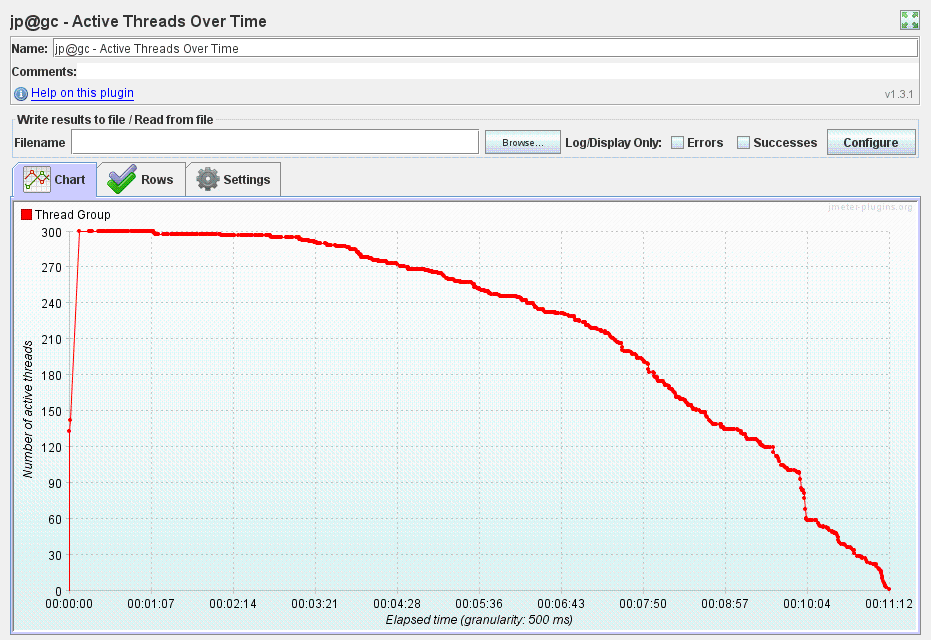 jp@gc - Active Threads Over Time
Name: jp@gc - Active Threads Over Time
Comments:
Help on this plugin
v1.3.1
Write results to file / Read from file
Filename Browse... Log/Display Only: Errors Successes Configure
Chart Rows Settings
jmeter-plugins.org
Thread Group
300
270
240
210
180
150
120
90
60
30
0
Number of active threads
00:00:00 00:01:07 00:02:14 00:03:21 00:04:28 00:05:36 00:06:43 00:07:50 00:08:57 00:10:04 00:11:12
Elapsed time (granularity: 500 ms)